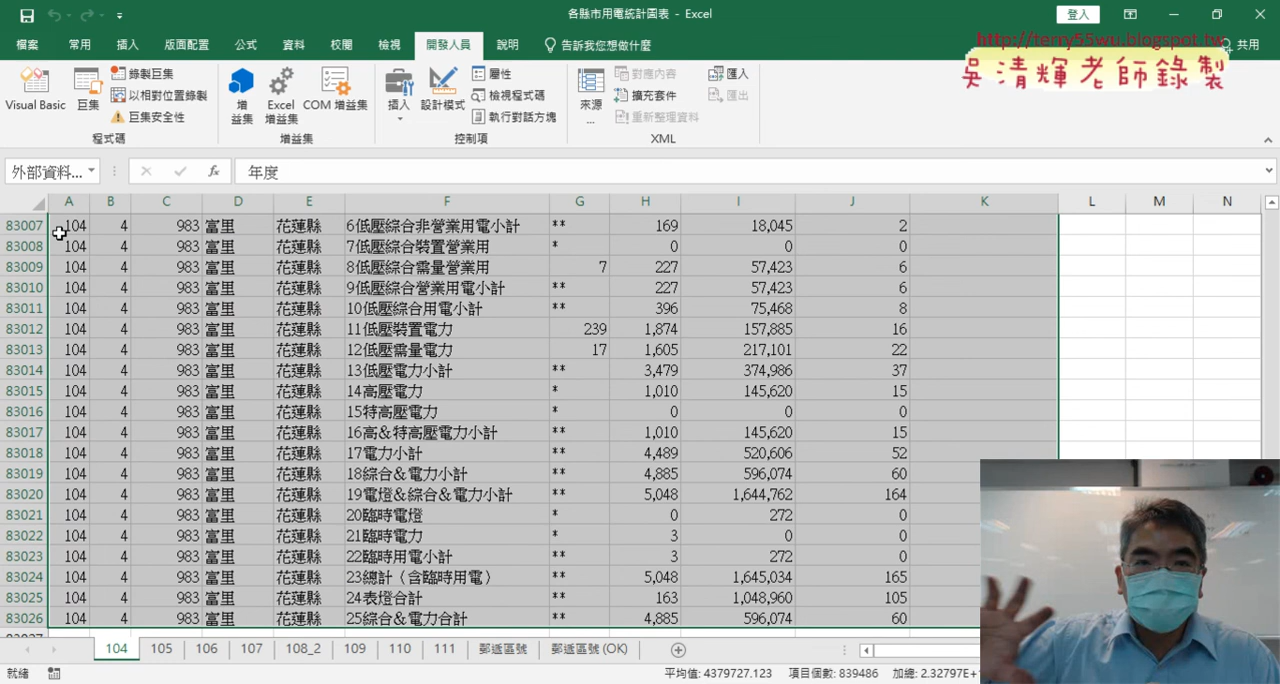 各縣市用電統計圖表 - Excel
登入
檔案 常用 插入 版面配置 公式 資料 校閱 檢視 開發人員 說明 告訴我您想做什麼 共用
http://terry55wu.blogspot.tw
吳清輝老師錄製
Visual Basic 巨集 錄製巨集 以相對位置錄製 巨集安全性
增益集 Excel 增益集 COM 增益集
插入 設計模式 屬性 檢視程式碼 執行對話方塊
來源... 對應內容 擴充套件 重新整理資料 匯入 匯出
程式碼 增益集 控制項 XML
外部資料... fx 年度
A B C D E F G H I J K L M N
83007 104 4 983 富里 花蓮縣 6低壓綜合非營業用電小計 ** 169 18,045 2
83008 104 4 983 富里 花蓮縣 7低壓綜合裝置營業用 * 0 0 0
83009 104 4 983 富里 花蓮縣 8低壓綜合需量營業用 7 227 57,423 6
83010 104 4 983 富里 花蓮縣 9低壓綜合營業用電小計 ** 227 57,423 6
83011 104 4 983 富里 花蓮縣 10低壓綜合用電小計 ** 396 75,468 8
83012 104 4 983 富里 花蓮縣 11低壓裝置電力 239 1,874 157,885 16
83013 104 4 983 富里 花蓮縣 12低壓需量電力 17 1,605 217,101 22
83014 104 4 983 富里 花蓮縣 13低壓電力小計 ** 3,479 374,986 37
83015 104 4 983 富里 花蓮縣 14高壓電力 * 1,010 145,620 15
83016 104 4 983 富里 花蓮縣 15特高壓電力 * 0 0 0
83017 104 4 983 富里 花蓮縣 16高&特高壓電力小計 ** 1,010 145,620 15
83018 104 4 983 富里 花蓮縣 17電力小計 ** 4,489 520,606 52
83019 104 4 983 富里 花蓮縣 18綜合&電力小計 ** 4,885 596,074 60
83020 104 4 983 富里 花蓮縣 19電燈&綜合&電力小計 ** 5,048 1,644,762 164
83021 104 4 983 富里 花蓮縣 20臨時電燈 * 0 272 0
83022 104 4 983 富里 花蓮縣 21臨時電力 * 3 0 0
83023 104 4 983 富里 花蓮縣 22臨時用電小計 ** 3 272 0
83024 104 4 983 富里 花蓮縣 23總計（含臨時用電） ** 5,048 1,645,034 165
83025 104 4 983 富里 花蓮縣 24表燈合計 ** 163 1,048,960 105
83026 104 4 983 富里 花蓮縣 25綜合&電力合計 ** 4,885 596,074 60
104 105 106 107 108_2 109 110 111 郵遞區號 郵遞區號 (OK)
就緒 平均值: 4379727.123 項目個數: 839486 加總: 2.32797E+